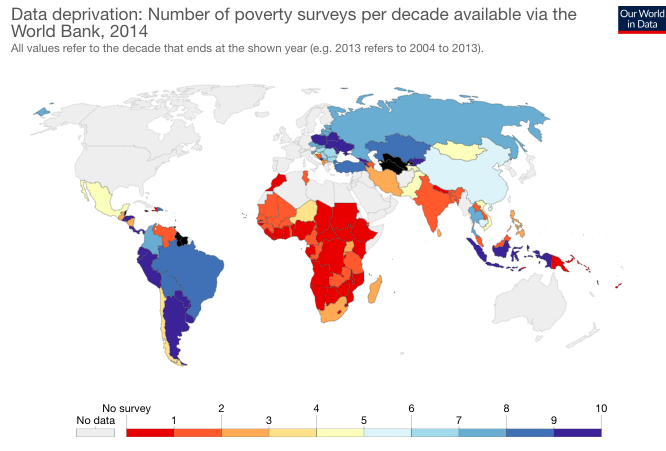 Data deprivation: Number of poverty surveys per decade available via the
World Bank, 2014
All values refer to the decade that ends at the shown year (e.g. 2013 refers to 2004 to 2013).
Our World
in Data
No survey
No data
1 2 3 4 5 6 7 8 9 10